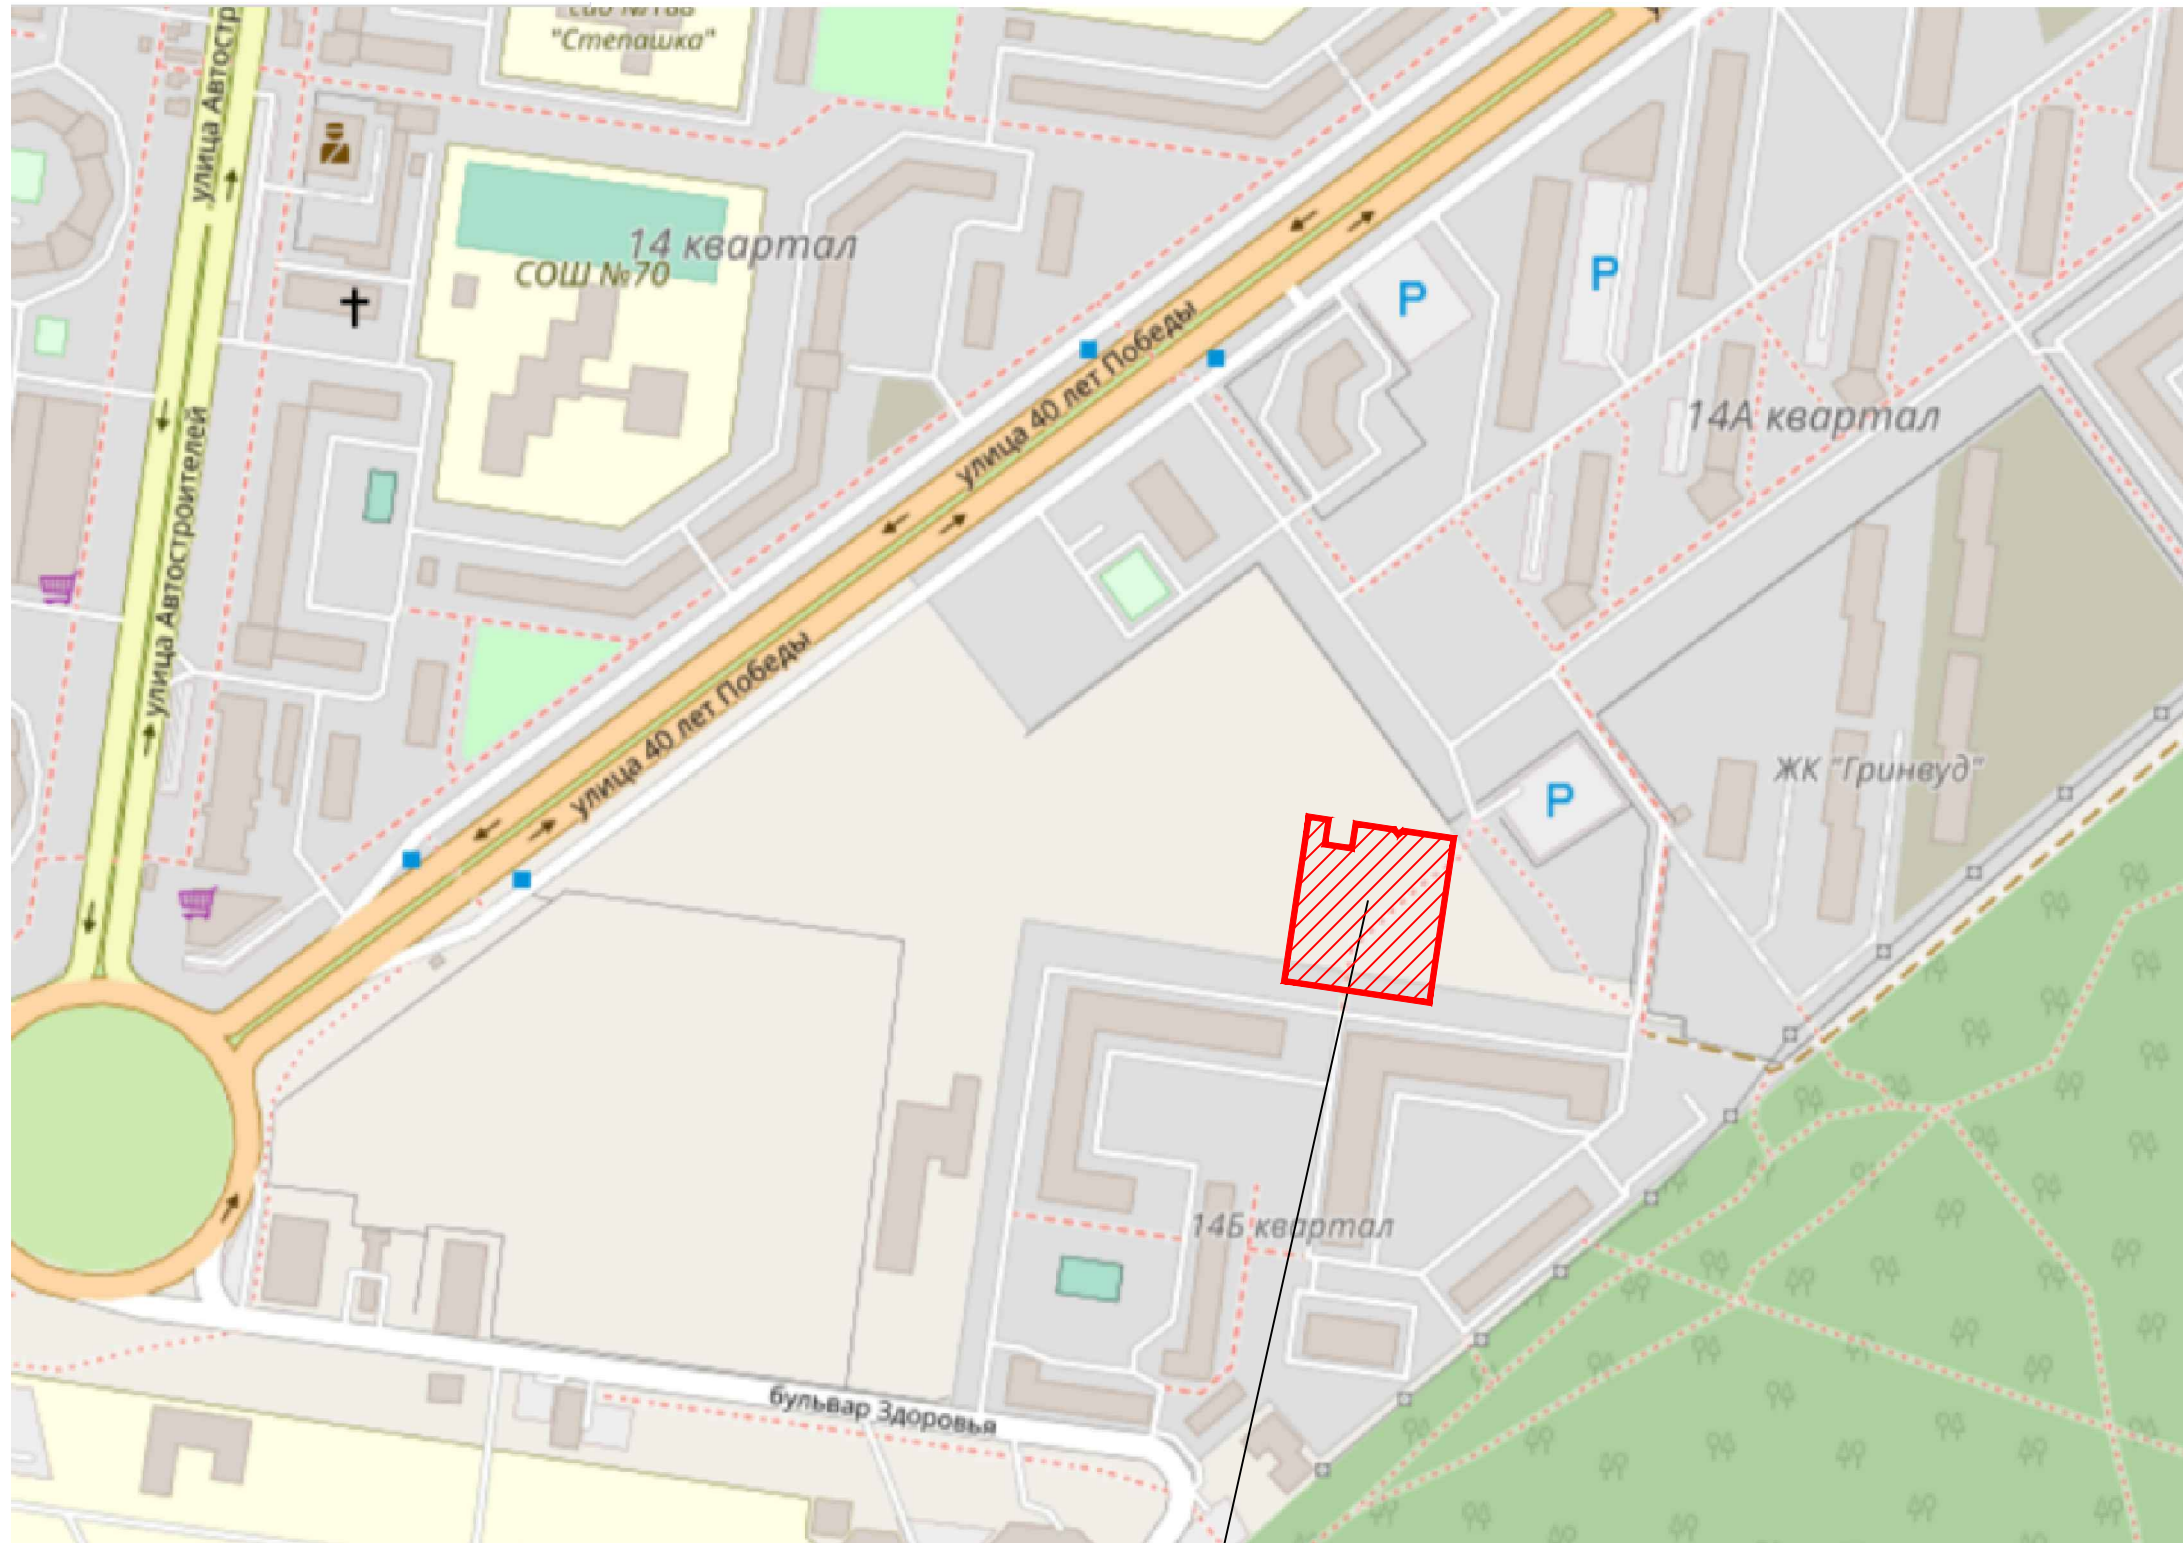 "Степашка"
улица Автостр
14 квартал
СОШ №70
P
P
улица 40 лет Победы
14А квартал
улица Автостроителей
улица 40 лет Победы
ЖК "Гринвуд"
P
14Б квартал
бульвар Здоровья